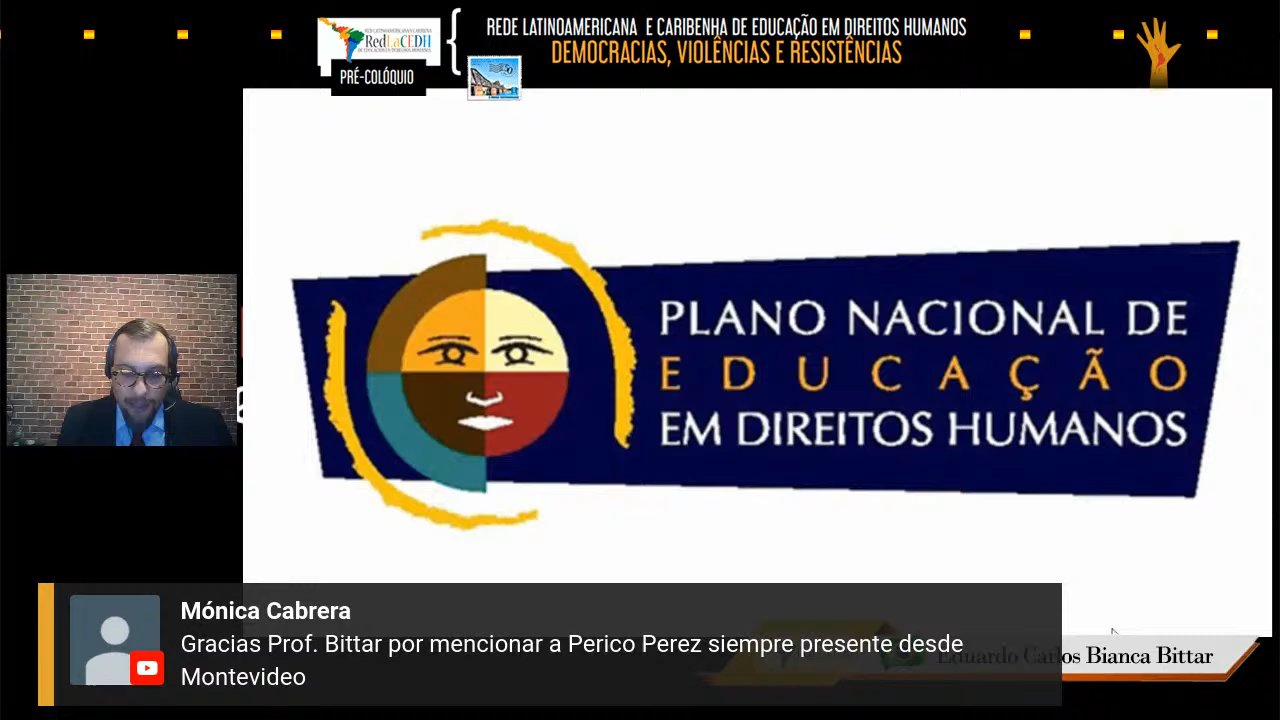 REDE LATINOAMERICANA E CARIBENHA DE EDUCAÇÃO EM DIREITOS HUMANOS
DEMOCRACIAS, VIOLÊNCIAS E RESISTÊNCIAS
RedLaCEDH
PRÉ-COLÓQUIO
PLANO NACIONAL DE
EDUCAÇÃO
EM DIREITOS HUMANOS
Mónica Cabrera
Gracias Prof. Bittar por mencionar a Perico Perez siempre presente desde
Montevideo
Eduardo Carlos Bianca Bittar